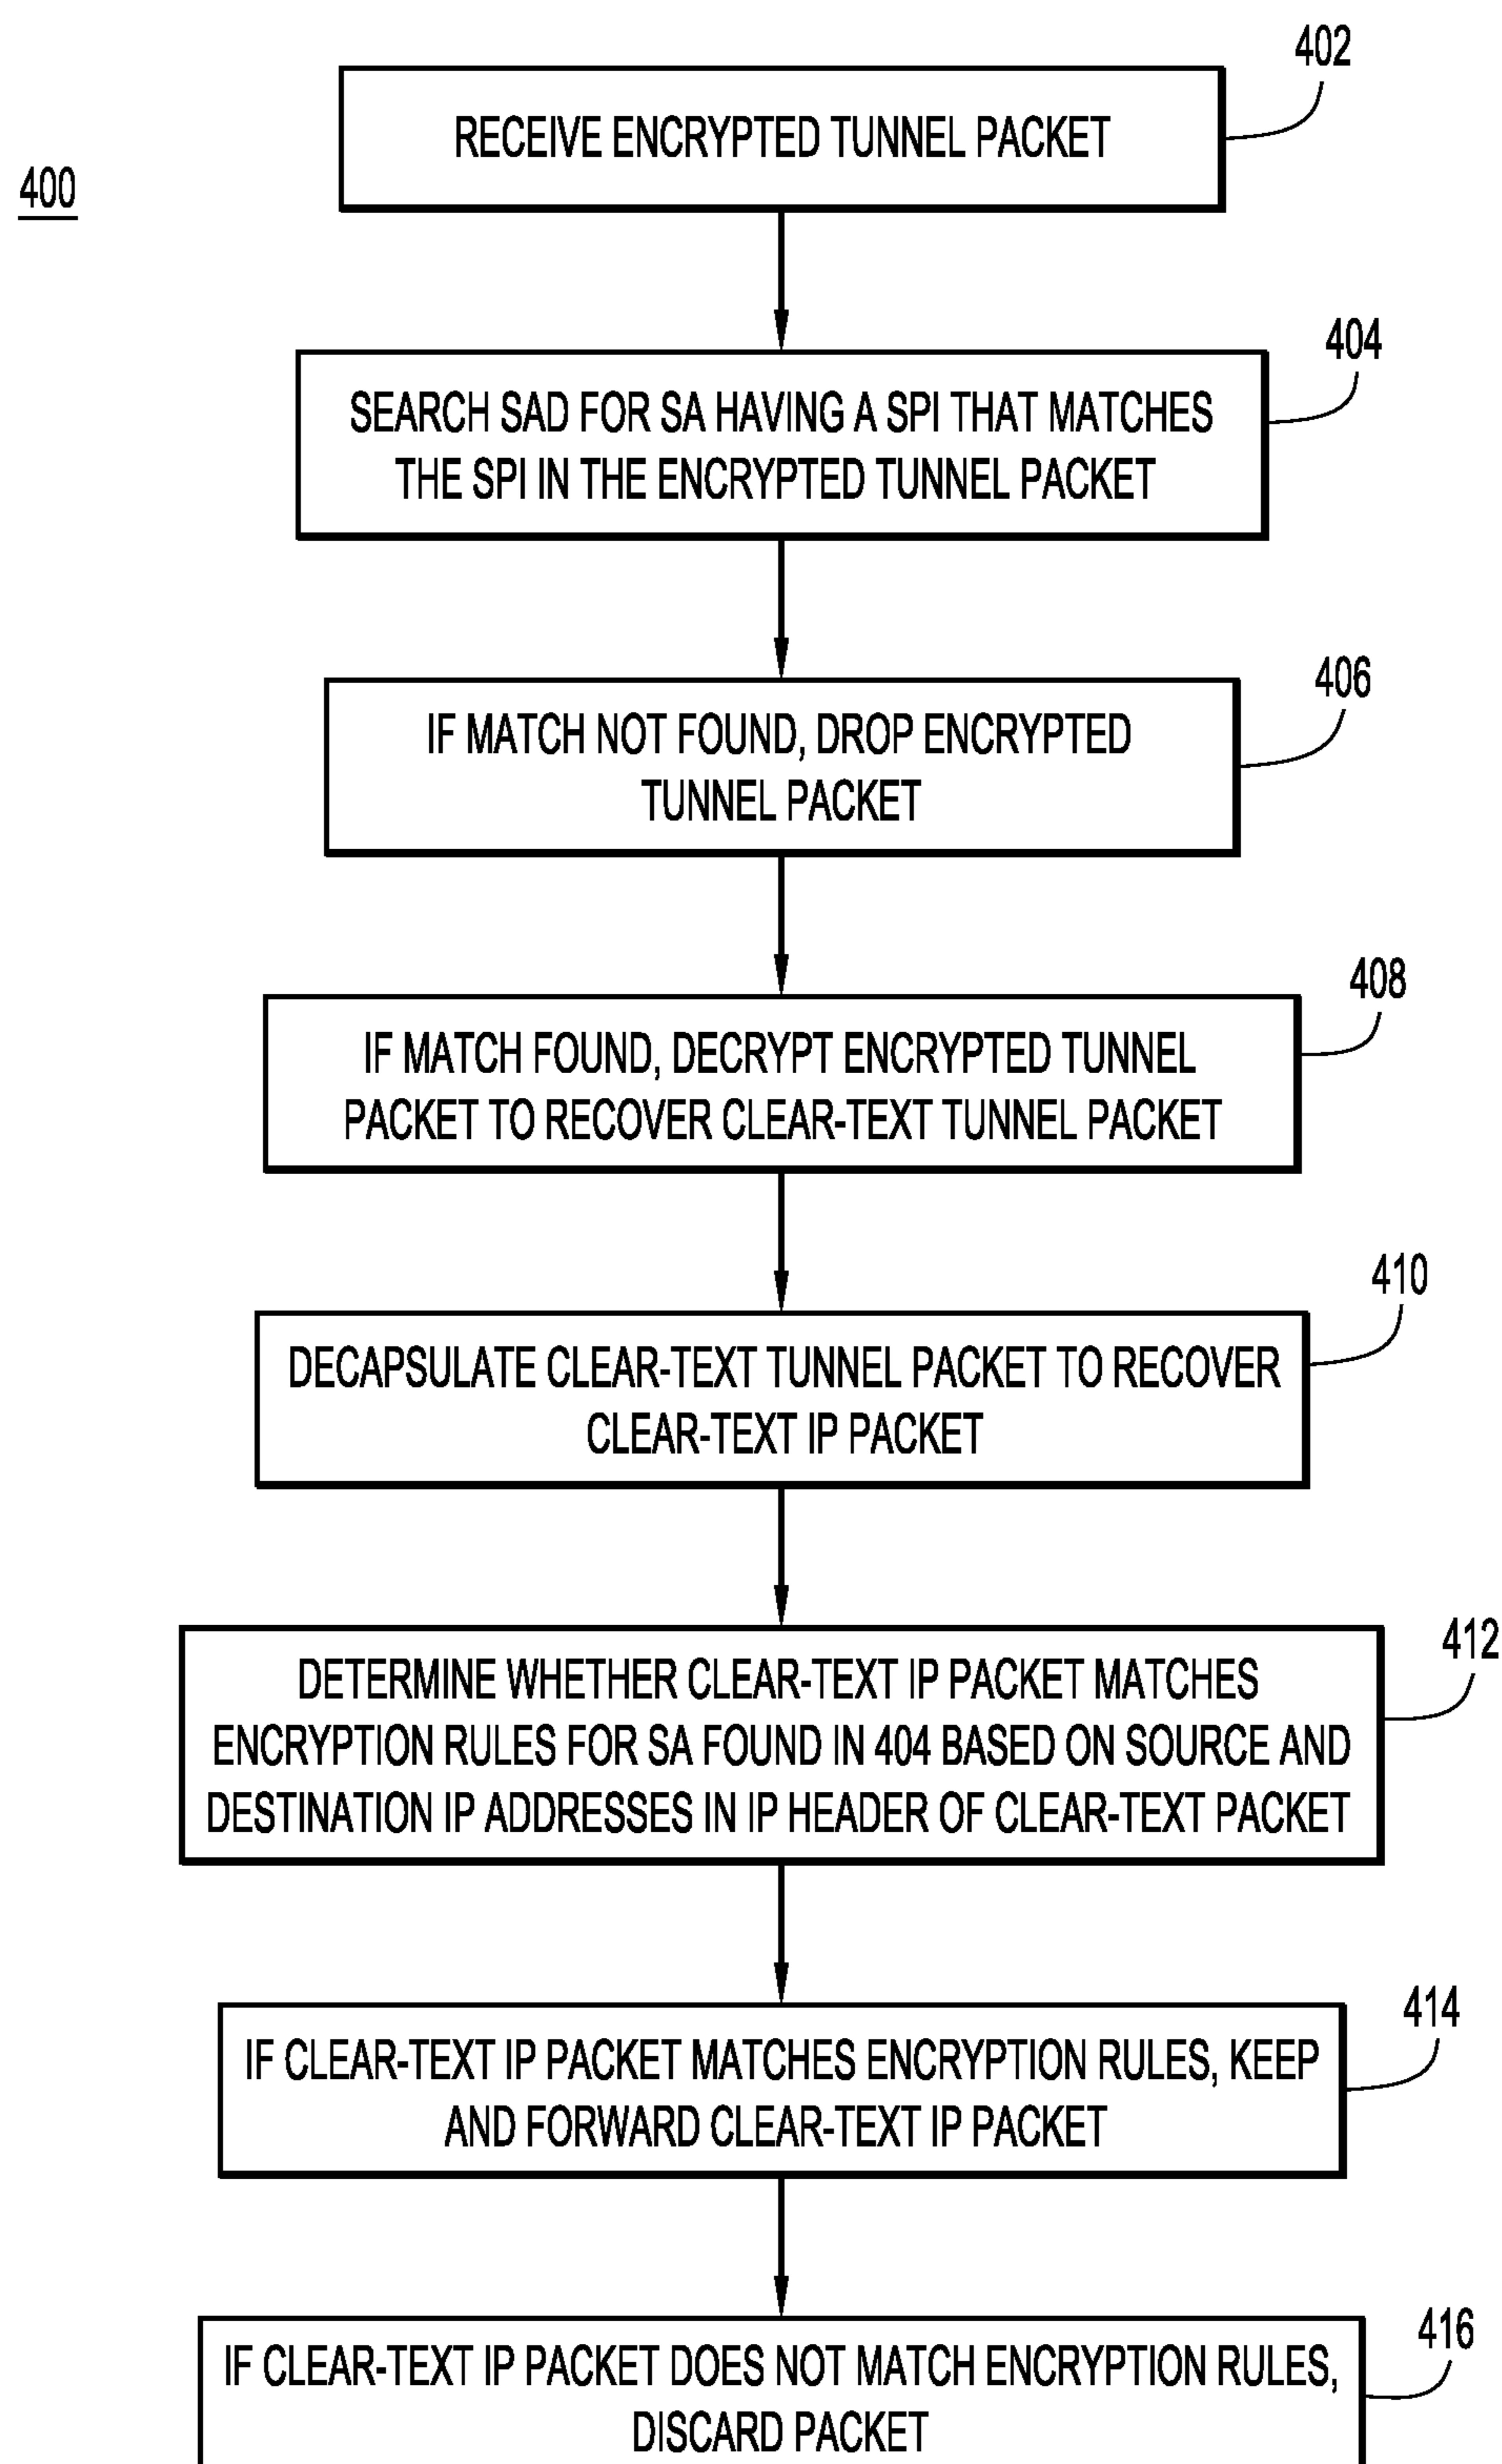 402
RECEIVE ENCRYPTED TUNNEL PACKET
400
404
SEARCH SAD FOR SA HAVING A SPI THAT MATCHES
THE SPI IN THE ENCRYPTED TUNNEL PACKET
406
IF MATCH NOT FOUND, DROP ENCRYPTED
TUNNEL PACKET
408
IF MATCH FOUND, DECRYPT ENCRYPTED TUNNEL
PACKET TO RECOVER CLEAR-TEXT TUNNEL PACKET
410
DECAPSULATE CLEAR-TEXT TUNNEL PACKET TO RECOVER
CLEAR-TEXT IP PACKET
412
DETERMINE WHETHER CLEAR-TEXT IP PACKET MATCHES
ENCRYPTION RULES FOR SA FOUND IN 404 BASED ON SOURCE AND
DESTINATION IP ADDRESSES IN IP HEADER OF CLEAR-TEXT PACKET
414
IF CLEAR-TEXT IP PACKET MATCHES ENCRYPTION RULES, KEEP
AND FORWARD CLEAR-TEXT IP PACKET
416
IF CLEAR-TEXT IP PACKET DOES NOT MATCH ENCRYPTION RULES,
DISCARD PACKET